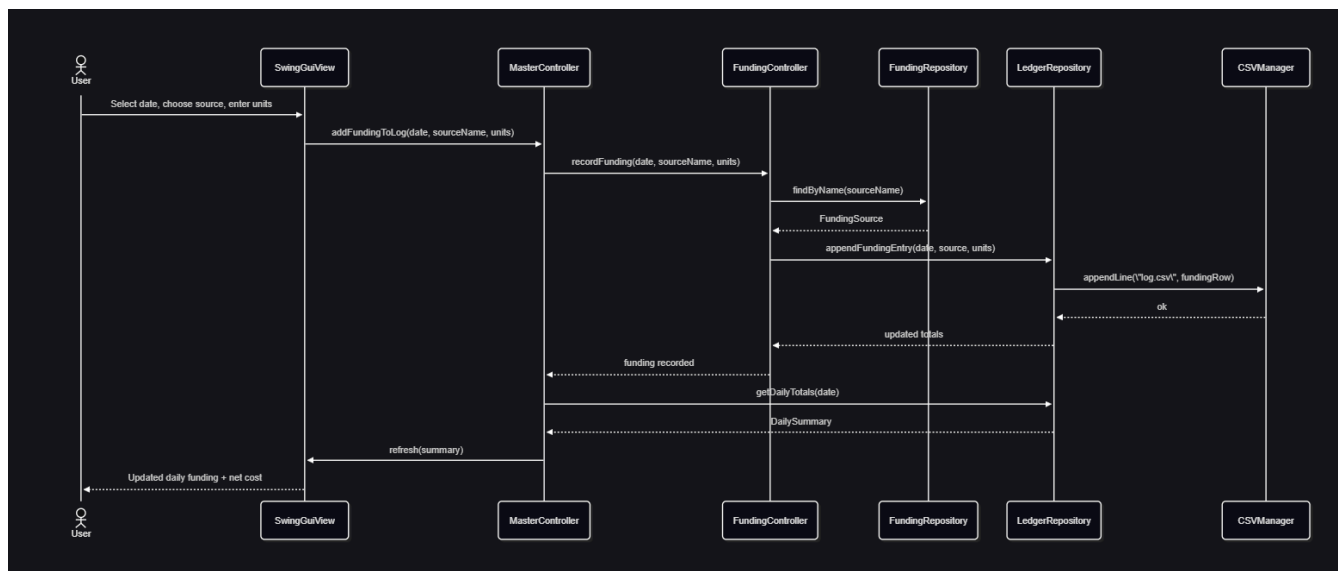 User
SwingGuiView
MasterController
FundingController
FundingRepository
LedgerRepository
CSVManager
Select date, choose source, enter units
addFundingToLog(date, sourceName, units)
recordFunding(date, sourceName, units)
findByName(sourceName)
FundingSource
appendFundingEntry(date, source, units)
appendLine(\"log.csv\", fundingRow)
ok
updated totals
funding recorded
getDailyTotals(date)
DailySummary
refresh(summary)
Updated daily funding + net cost
User
SwingGuiView
MasterController
FundingController
FundingRepository
LedgerRepository
CSVManager